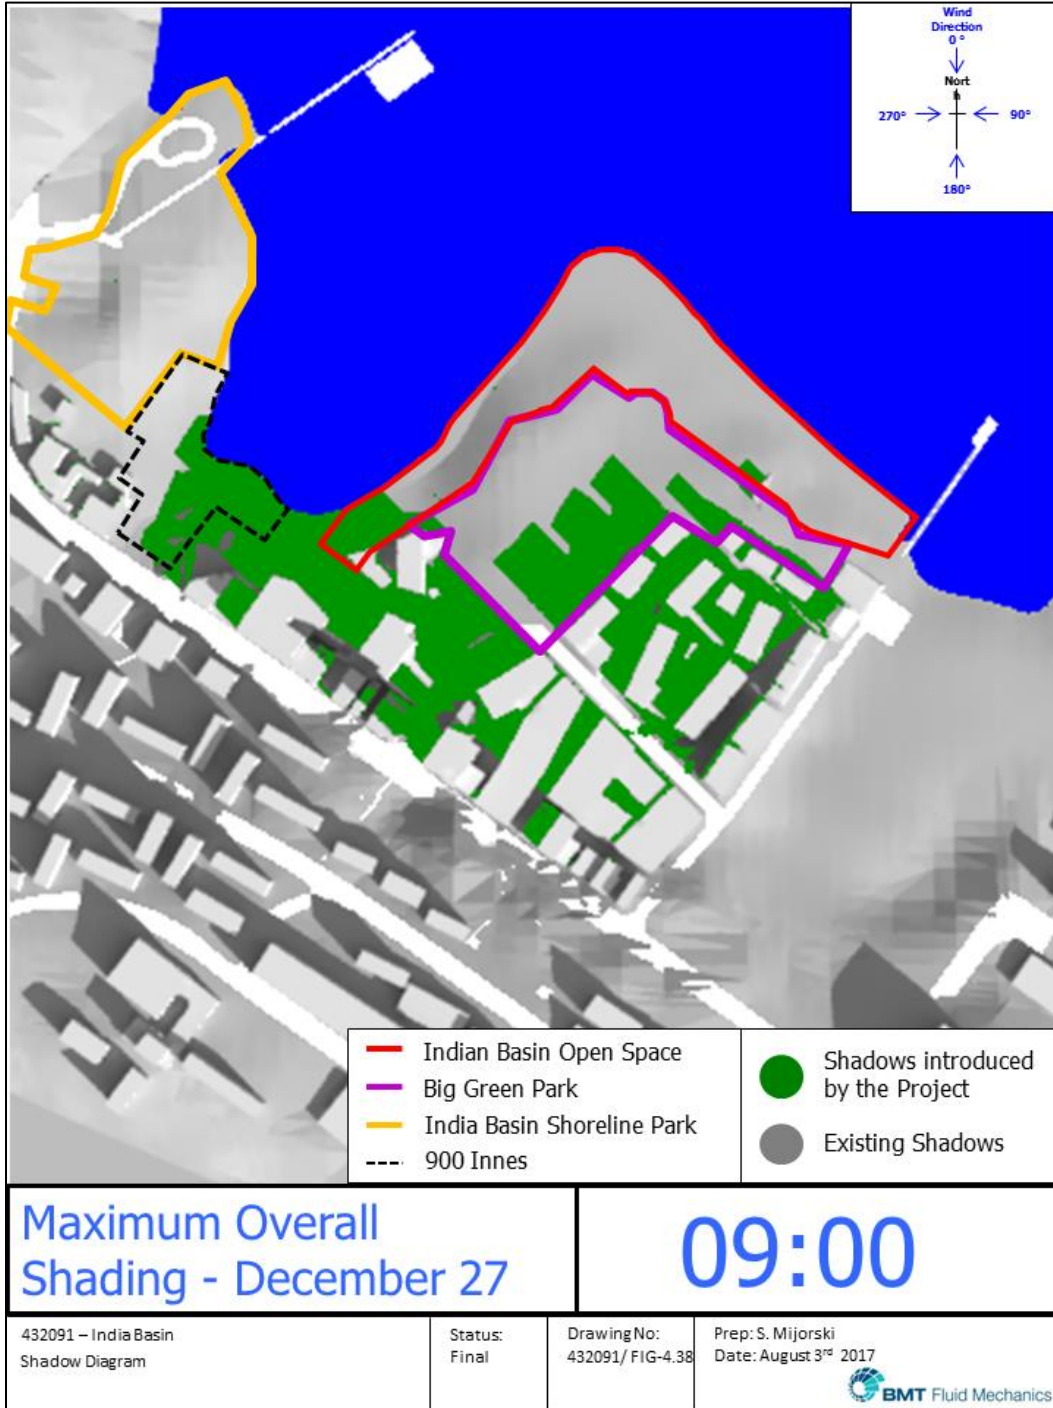 Wind
Direction
0 °
Nort
h
270°
90°
180°
Indian Basin Open Space
Big Green Park
India Basin Shoreline Park
900 Innes
Shadows introduced
by the Project
Existing Shadows
Maximum Overall
Shading - December 27
09:00
432091 – India Basin
Shadow Diagram
Status:
Final
Drawing No:
432091/ FIG-4.38
Prep: S. Mijorski
Date: August 3rd 2017
BMT Fluid Mechanics